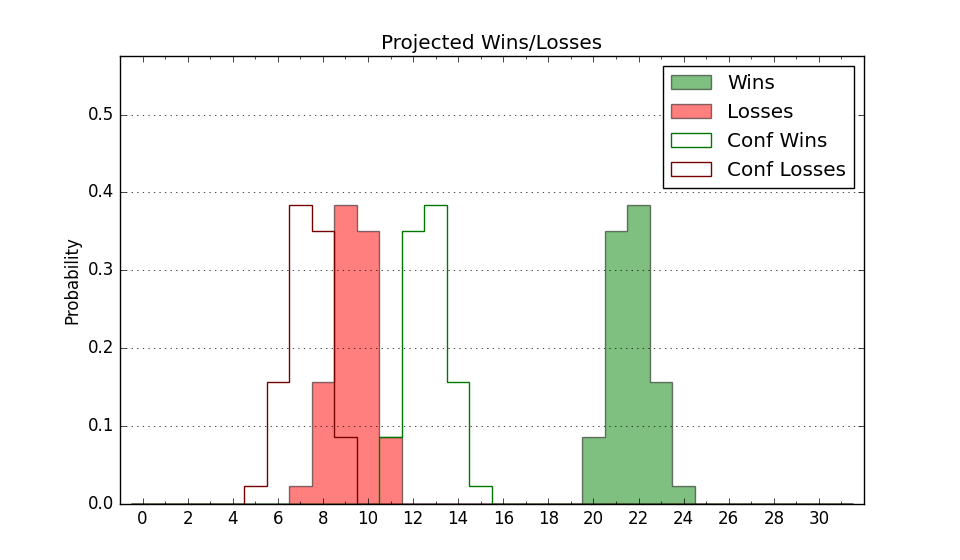 Projected Wins/Losses
Wins
Losses
Conf Wins
Conf Losses
Probability
0.5
0.4
0.3
0.2
0.1
0.0
0 2 4 6 8 10 12 14 16 18 20 22 24 26 28 30